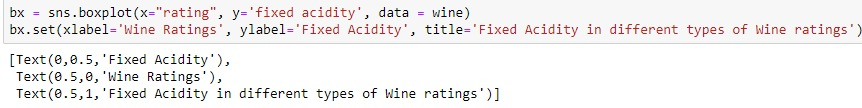 bx = sns.boxplot(x="rating", y='fixed acidity', data = wine)
bx.set(xlabel='Wine Ratings', ylabel='Fixed Acidity', title='Fixed Acidity in different types of Wine ratings')
[Text(0,0.5,'Fixed Acidity'),
 Text(0.5,0,'Wine Ratings'),
 Text(0.5,1,'Fixed Acidity in different types of Wine ratings')]